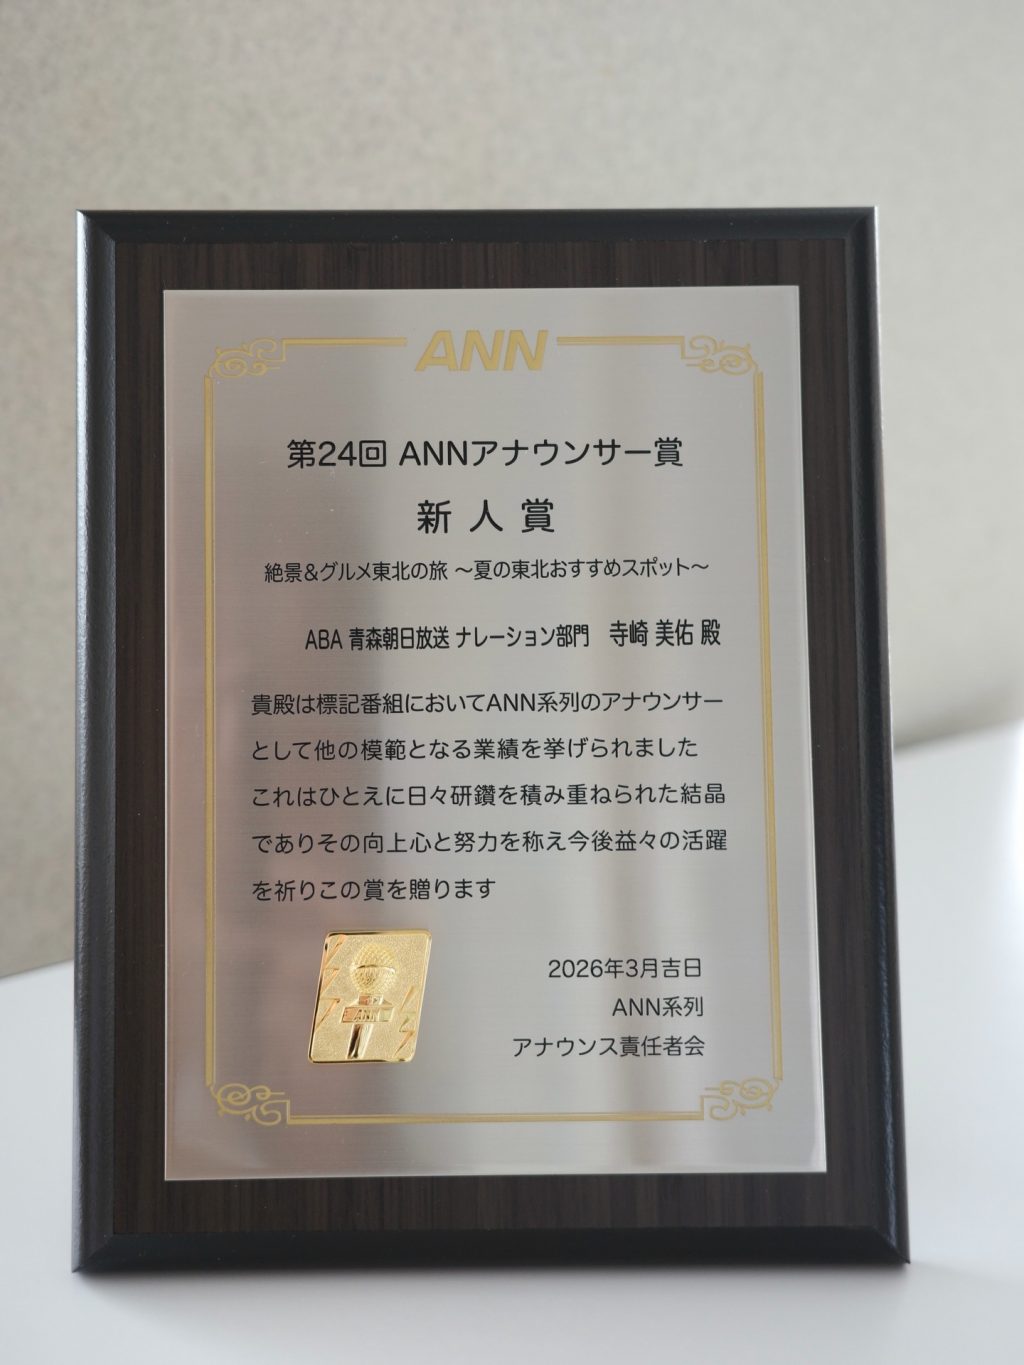 ANN
第24回 ANNアナウンサー賞
新人賞
絶景&グルメ東北の旅 ～夏の東北おすすめスポット～
ABA 青森朝日放送 ナレーション部門 寺崎 美佑 殿
貴殿は標記番組においてANN系列のアナウンサー
として他の模範となる業績を挙げられました
これはひとえに日々研鑽を積み重ねられた結晶
でありその向上心と努力を称え今後益々の活躍
を祈りこの賞を贈ります
ANN
2026年3月吉日
ANN系列
アナウンス責任者会